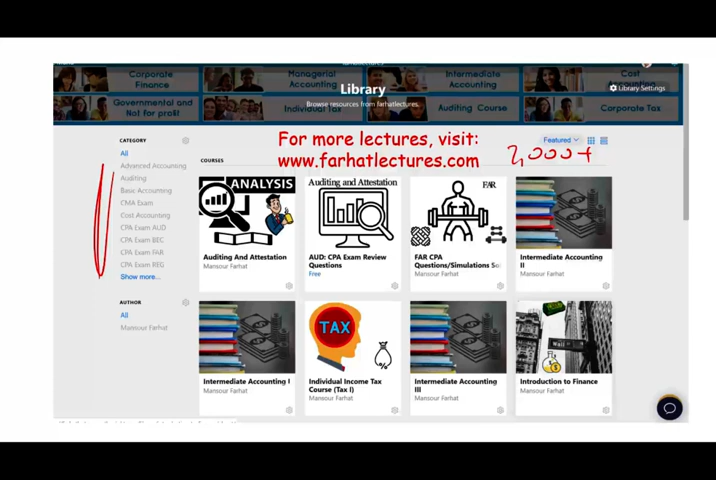 farhatlectures
Corporate Finance
Managerial Accounting
Intermediate Accounting
Cost Accounting
Library
Browse resources from farhatlectures.
Library Settings
Governmental and Not for profit
Individual Tax
Auditing Course
Corporate Tax
CATEGORY
All
Advanced Accounting
Auditing
Basic Accounting
CMA Exam
Cost Accounting
CPA Exam AUD
CPA Exam BEC
CPA Exam FAR
CPA Exam REG
Show more...
AUTHOR
All
Mansour Farhat
For more lectures, visit:
www.farhatlectures.com
Featured
2,000+
COURSES
ANALYSIS
Auditing And Attestation
Mansour Farhat
Auditing and Attestation
AUD: CPA Exam Review
Questions
Free
FAR
FAR CPA
Questions/Simulations
Mansour Farhat
Intermediate Accounting
II
Mansour Farhat
Intermediate Accounting I
Mansour Farhat
TAX
Individual Income Tax
Course (Tax I)
Mansour Farhat
Intermediate Accounting
III
Mansour Farhat
Wall
Introduction to Finance
Mansour Farhat